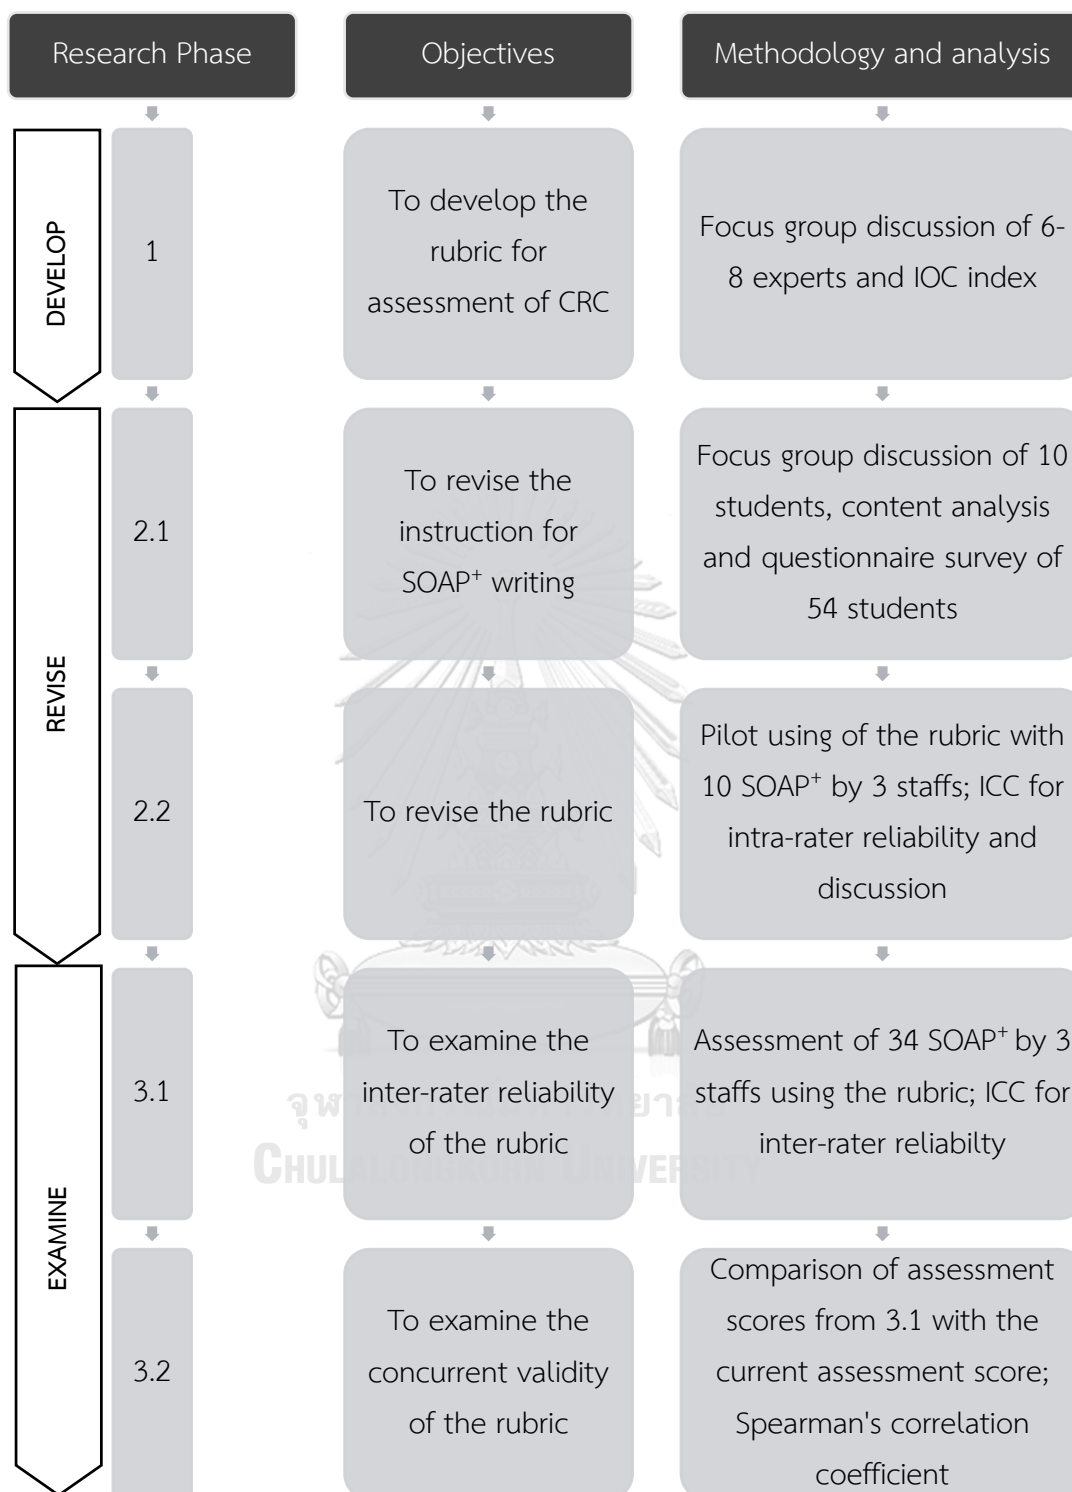 Research Phase
Objectives
Methodology and analysis
DEVELOP
1
To develop the
rubric for
assessment of CRC
Focus group discussion of 6-
8 experts and IOC index
REVISE
2.1
To revise the
instruction for
SOAP⁺ writing
Focus group discussion of 10
students, content analysis
and questionnaire survey of
54 students
2.2
To revise the rubric
Pilot using of the rubric with
10 SOAP⁺ by 3 staffs; ICC for
intra-rater reliability and
discussion
EXAMINE
3.1
To examine the
inter-rater reliability
of the rubric
Assessment of 34 SOAP⁺ by 3
staffs using the rubric; ICC for
inter-rater reliabilty
CHULALONGKORN UNIVERSITY
3.2
To examine the
concurrent validity
of the rubric
Comparison of assessment
scores from 3.1 with the
current assessment score;
Spearman's correlation
coefficient